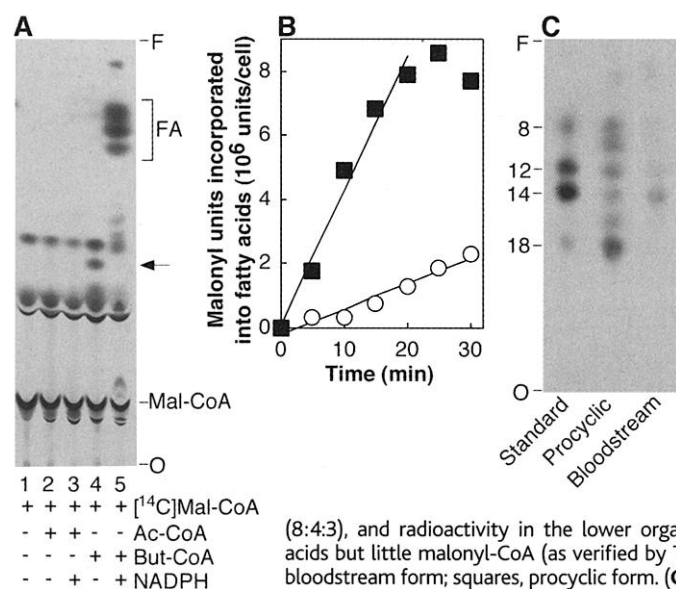 A
F
FA
Mal-CoA
O
1 2 3 4 5
+ + + + + [14C]Mal-CoA
- + + - - Ac-CoA
- - - + + But-CoA
- - + - + NADPH
B
Malonyl units incorporated
into fatty acids (10⁶ units/cell)
8
6
4
2
0
0 10 20 30
Time (min)
C
F
8
12
14
18
O
Standard
Procyclic
Bloodstream
(8:4:3), and radioactivity in the lower orga
acids but little malonyl-CoA (as verified by
bloodstream form; squares, procyclic form. (